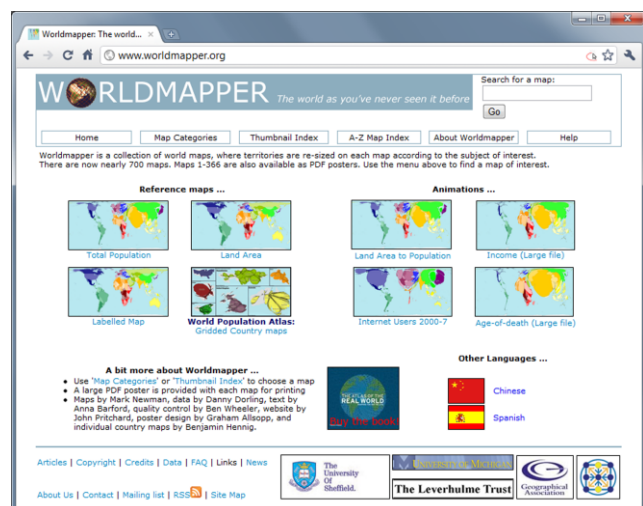 Worldmapper: The world...
www.worldmapper.org
WORLDMAPPER The world as you've never seen it before
Search for a map:
Go
Home Map Categories Thumbnail Index A-Z Map Index About Worldmapper Help
Worldmapper is a collection of world maps, where territories are re-sized on each map according to the subject of interest.
There are now nearly 700 maps. Maps 1-366 are also available as PDF posters. Use the menu above to find a map of interest.
Reference maps ... Animations ...
Total Population Land Area Land Area to Population Income (Large file)
Labelled Map World Population Atlas: Internet Users 2000-7 Age-of-death (Large file)
Gridded Country maps
A bit more about Worldmapper ...
• Use 'Map Categories' or 'Thumbnail Index' to choose a map
• A large PDF poster is provided with each map for printing
• Maps by Mark Newman, data by Danny Dorling, text by
Anna Barford, quality control by Ben Wheeler, website by
John Pritchard, poster design by Graham Allsopp, and
individual country maps by Benjamin Hennig.
THE ATLAS OF THE
REAL WORLD
Buy the book!
Other Languages ...
Chinese
Spanish
Articles | Copyright | Credits | Data | FAQ | Links | News
About Us | Contact | Mailing list | RSS | Site Map
The
University
Of
Sheffield.
University of Michigan
The Leverhulme Trust
Geographical
Association